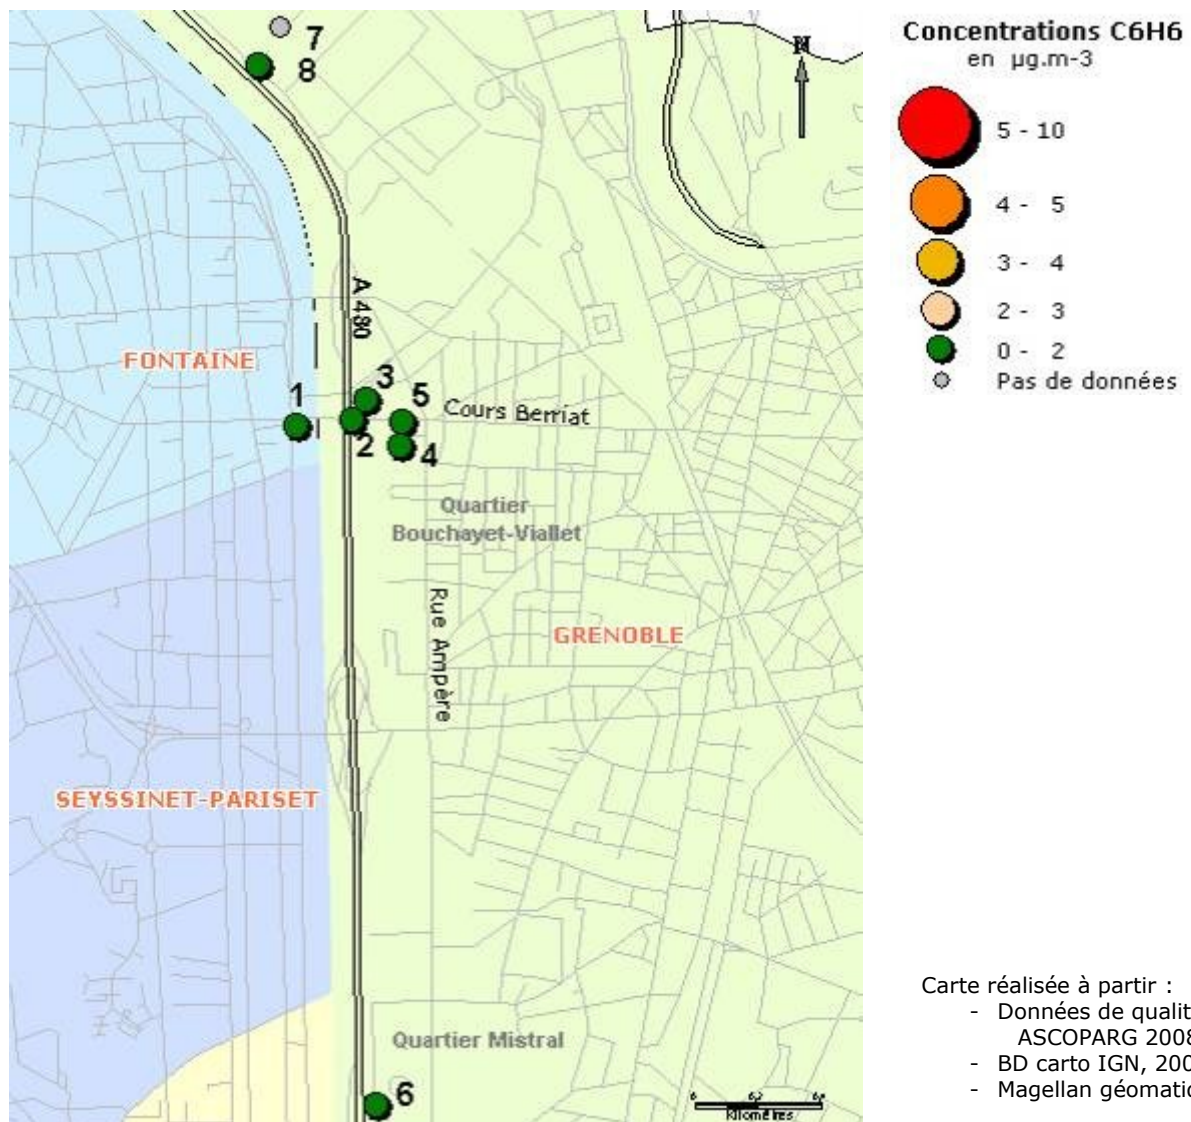 Concentrations C6H6
en µg.m-3
5 - 10
4 - 5
3 - 4
2 - 3
0 - 2
Pas de données
N
7
8
A 480
FONTAINE
1
3
5
Cours Berriat
2
4
Quartier
Bouchayet-Viallet
Rue Ampère
GRENOBLE
SEYSSINET-PARISET
Quartier Mistral
6
Kilomètres
Carte réalisée à partir :
- Données de qualit
ASCOPARG 2008
- BD carto IGN, 200
- Magellan géomatic